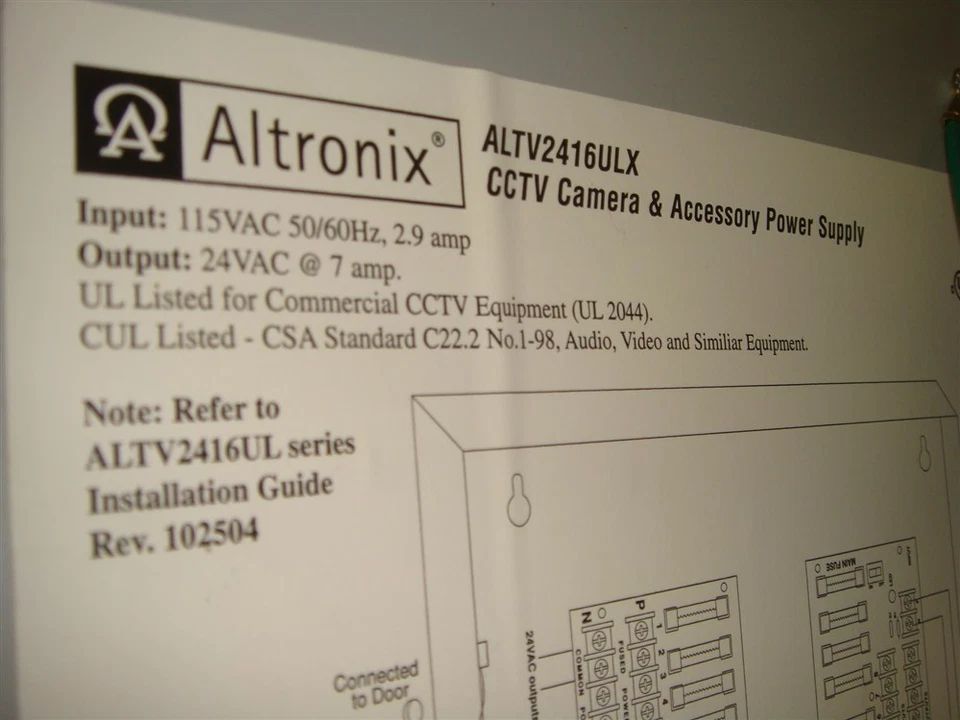 Altronix®
ALTV2416ULX
CCTV Camera & Accessory Power Supply
Input: 115VAC 50/60Hz, 2.9 amp
Output: 24VAC @ 7 amp.
UL Listed for Commercial CCTV Equipment (UL 2044).
CUL Listed - CSA Standard C22.2 No.1-98, Audio, Video and Similiar Equipment.
Note: Refer to
ALTV2416UL series
Installation Guide
Rev. 102504
MAIN FUSE
N
P
1
2
3
4
24VAC outputs
COMMON
FUSED
Connected
to Door